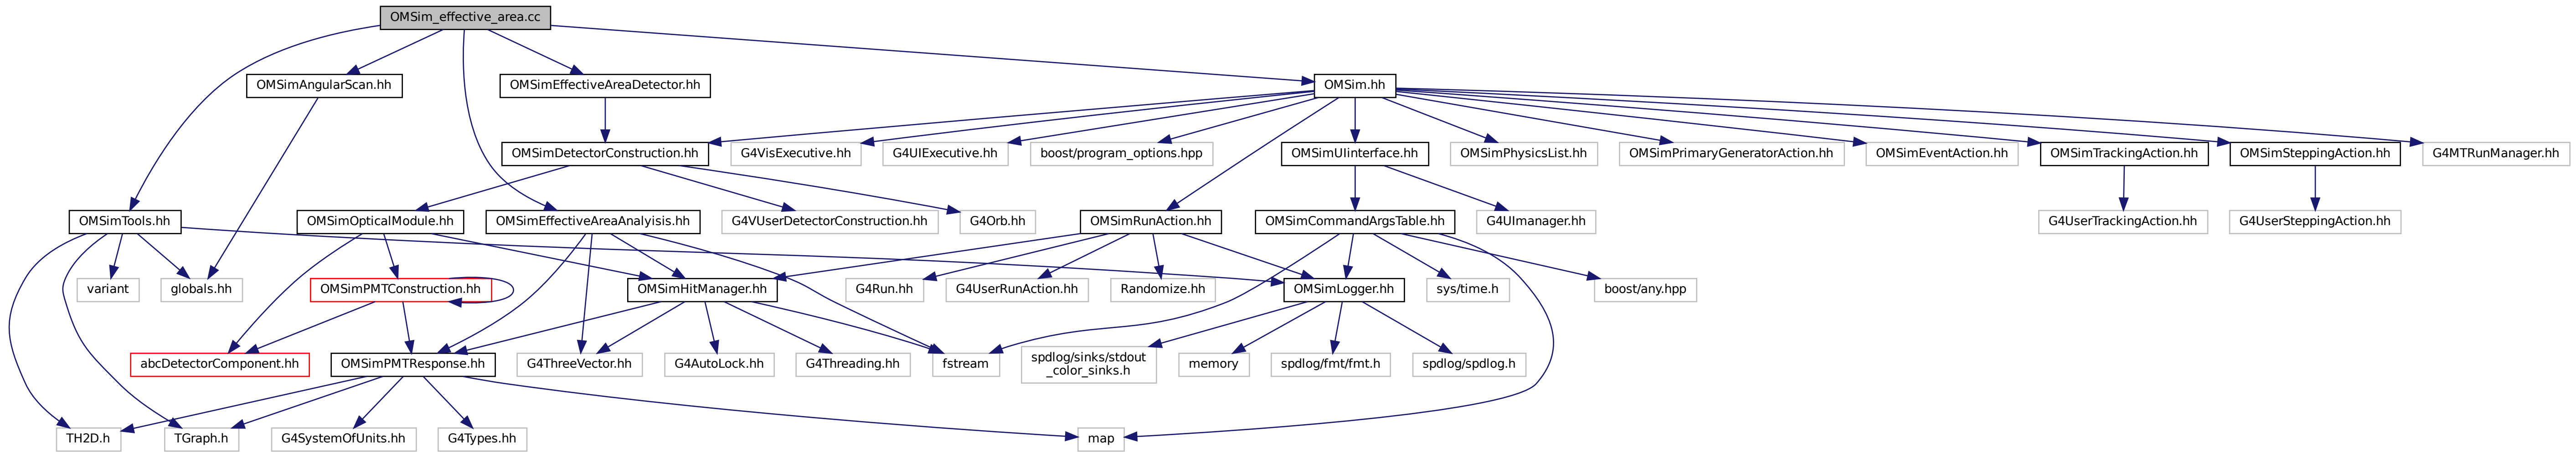 OMSim_effective_area.cc
OMSimAngularScan.hh
OMSimEffectiveAreaDetector.hh
OMSim.hh
OMSimDetectorConstruction.hh
G4VisExecutive.hh
G4UIExecutive.hh
boost/program_options.hpp
OMSimUIinterface.hh
OMSimPhysicsList.hh
OMSimPrimaryGeneratorAction.hh
OMSimEventAction.hh
OMSimTrackingAction.hh
OMSimSteppingAction.hh
G4MTRunManager.hh
OMSimTools.hh
OMSimOpticalModule.hh
OMSimEffectiveAreaAnalyisis.hh
G4VUserDetectorConstruction.hh
G4Orb.hh
OMSimRunAction.hh
OMSimCommandArgsTable.hh
G4UImanager.hh
G4UserTrackingAction.hh
G4UserSteppingAction.hh
variant
globals.hh
OMSimPMTConstruction.hh
OMSimHitManager.hh
G4Run.hh
G4UserRunAction.hh
Randomize.hh
OMSimLogger.hh
sys/time.h
boost/any.hpp
abcDetectorComponent.hh
OMSimPMTResponse.hh
G4ThreeVector.hh
G4AutoLock.hh
G4Threading.hh
fstream
spdlog/sinks/stdout
_color_sinks.h
memory
spdlog/fmt/fmt.h
spdlog/spdlog.h
TH2D.h
TGraph.h
G4SystemOfUnits.hh
G4Types.hh
map